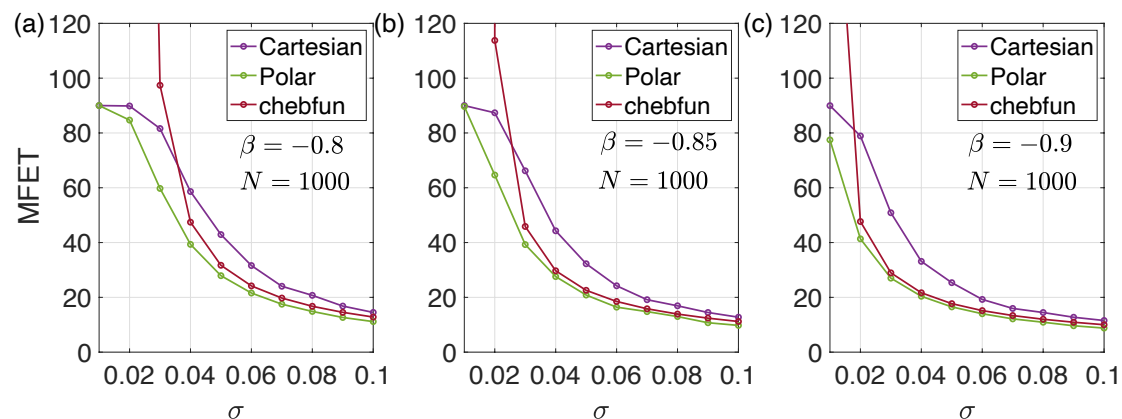 (a)
MFET
120
100
80
60
40
20
0
0.02 0.04 0.06 0.08 0.1
σ
Cartesian
Polar
chebfun
β = −0.8
N = 1000
(b)
120
100
80
60
40
20
0
0.02 0.04 0.06 0.08 0.1
σ
Cartesian
Polar
chebfun
β = −0.85
N = 1000
(c)
120
100
80
60
40
20
0
0.02 0.04 0.06 0.08 0.1
σ
Cartesian
Polar
chebfun
β = −0.9
N = 1000